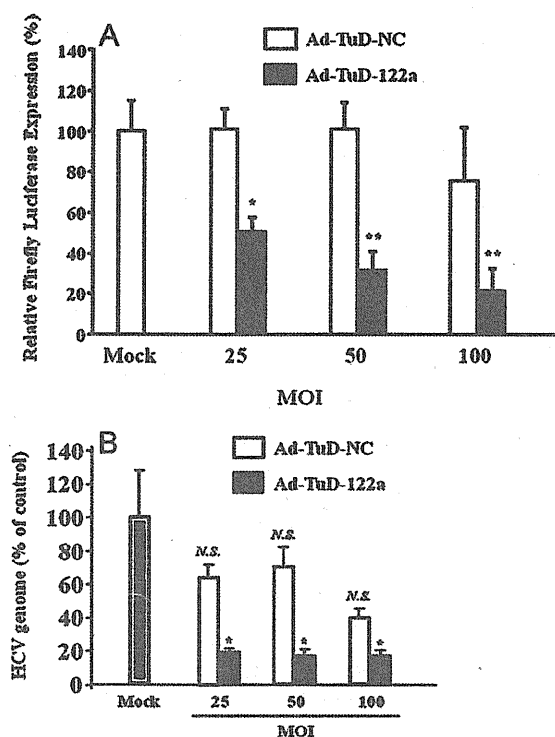 A
Ad-TuD-NC
Ad-TuD-122a
Relative Firefly Luciferase Expression (%)
140
120
100
80
60
40
20
0
*
**
**
Mock
25
50
100
MOI
B
Ad-TuD-NC
Ad-TuD-122a
HCV genome (% of control)
140
120
100
80
60
40
20
0
N.S.
N.S.
N.S.
*
*
*
Mock
25
50
100
MOI